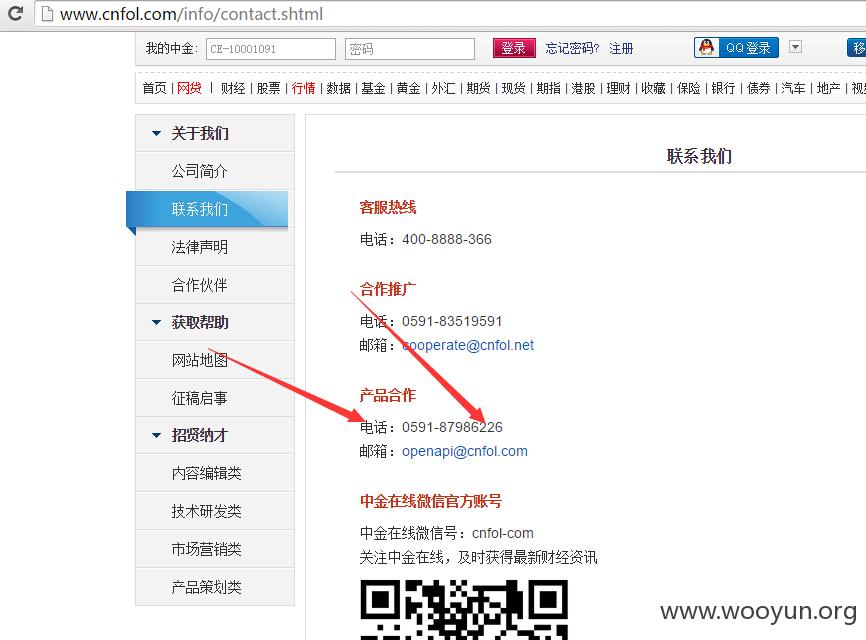 www.cnfol.com/info/contact.shtml
我的中金: CE-10001091 密码 登录 忘记密码? 注册 QQ登录 移
首页 | 网贷 | 财经 | 股票 | 行情 | 数据 | 基金 | 黄金 | 外汇 | 期货 | 现货 | 期指 | 港股 | 理财 | 收藏 | 保险 | 银行 | 债券 | 汽车 | 地产 | 视
关于我们
公司简介
联系我们
法律声明
合作伙伴
获取帮助
网站地图
征稿启事
招贤纳才
内容编辑类
技术研发类
市场营销类
产品策划类
联系我们
客服热线
电话：400-8888-366
合作推广
电话：0591-83519591
邮箱：cooperate@cnfol.net
产品合作
电话：0591-87986226
邮箱：openapi@cnfol.com
中金在线微信官方账号
中金在线微信号：cnfol-com
关注中金在线，及时获得最新财经资讯
www.wooyun.org